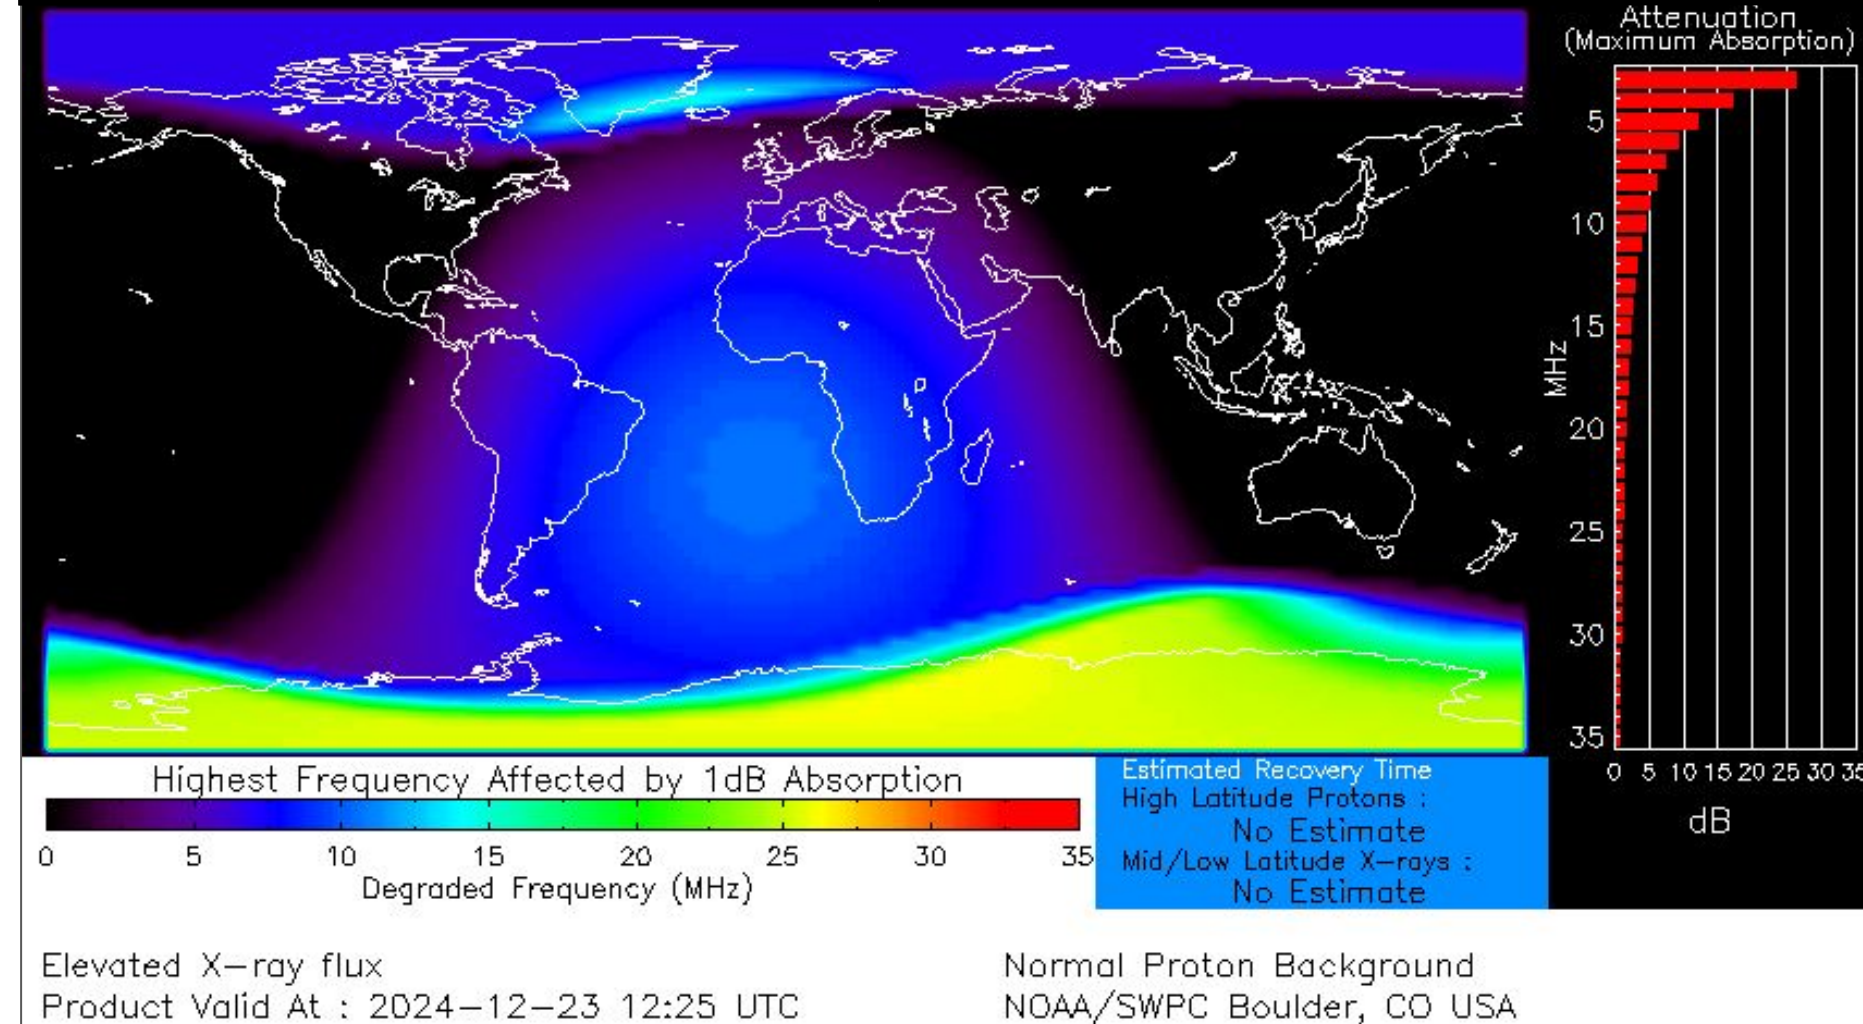 Attenuation
(Maximum Absorption)
5
10
15
20
25
30
35
MHz
0 5 10 15 20 25 30 35
dB
Highest Frequency Affected by 1dB Absorption
0 5 10 15 20 25 30 35
Degraded Frequency (MHz)
Estimated Recovery Time
High Latitude Protons :
No Estimate
Mid/Low Latitude X-rays :
No Estimate
Elevated X-ray flux
Normal Proton Background
Product Valid At : 2024-12-23 12:25 UTC
NOAA/SWPC Boulder, CO USA